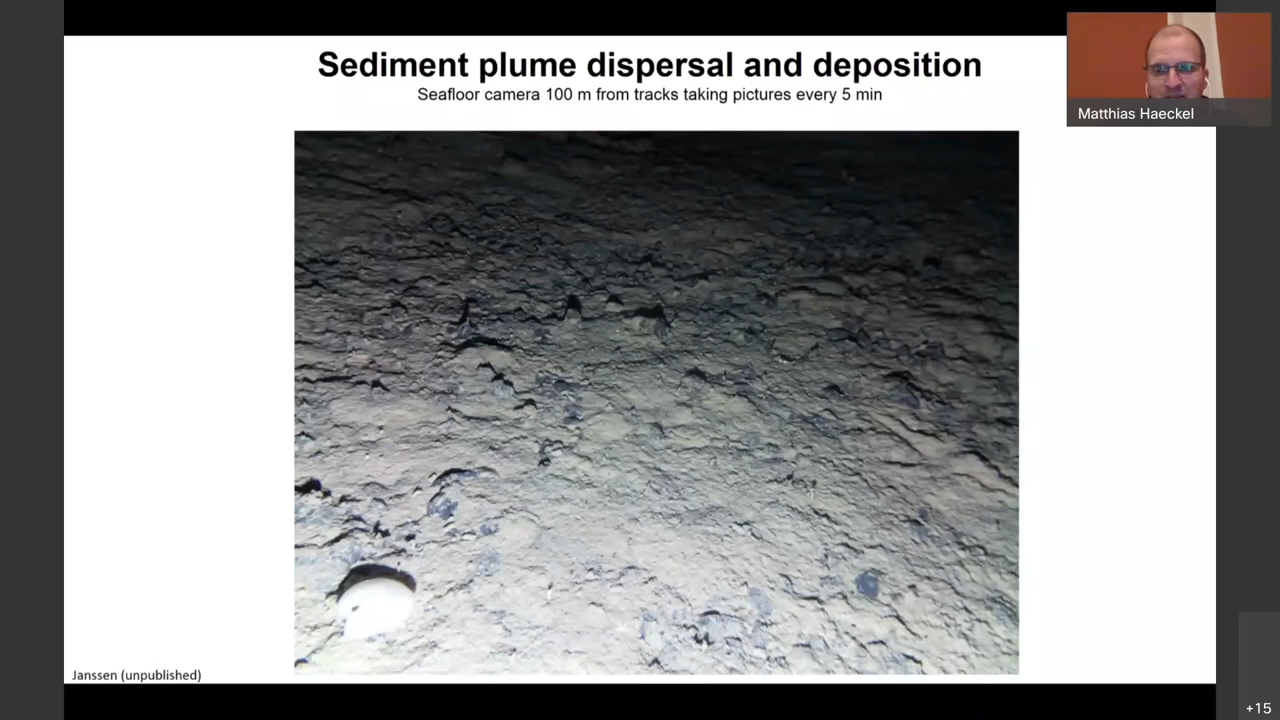 Sediment plume dispersal and deposition
Seafloor camera 100 m from tracks taking pictures every 5 min
Matthias Haeckel
Janssen (unpublished)
+15